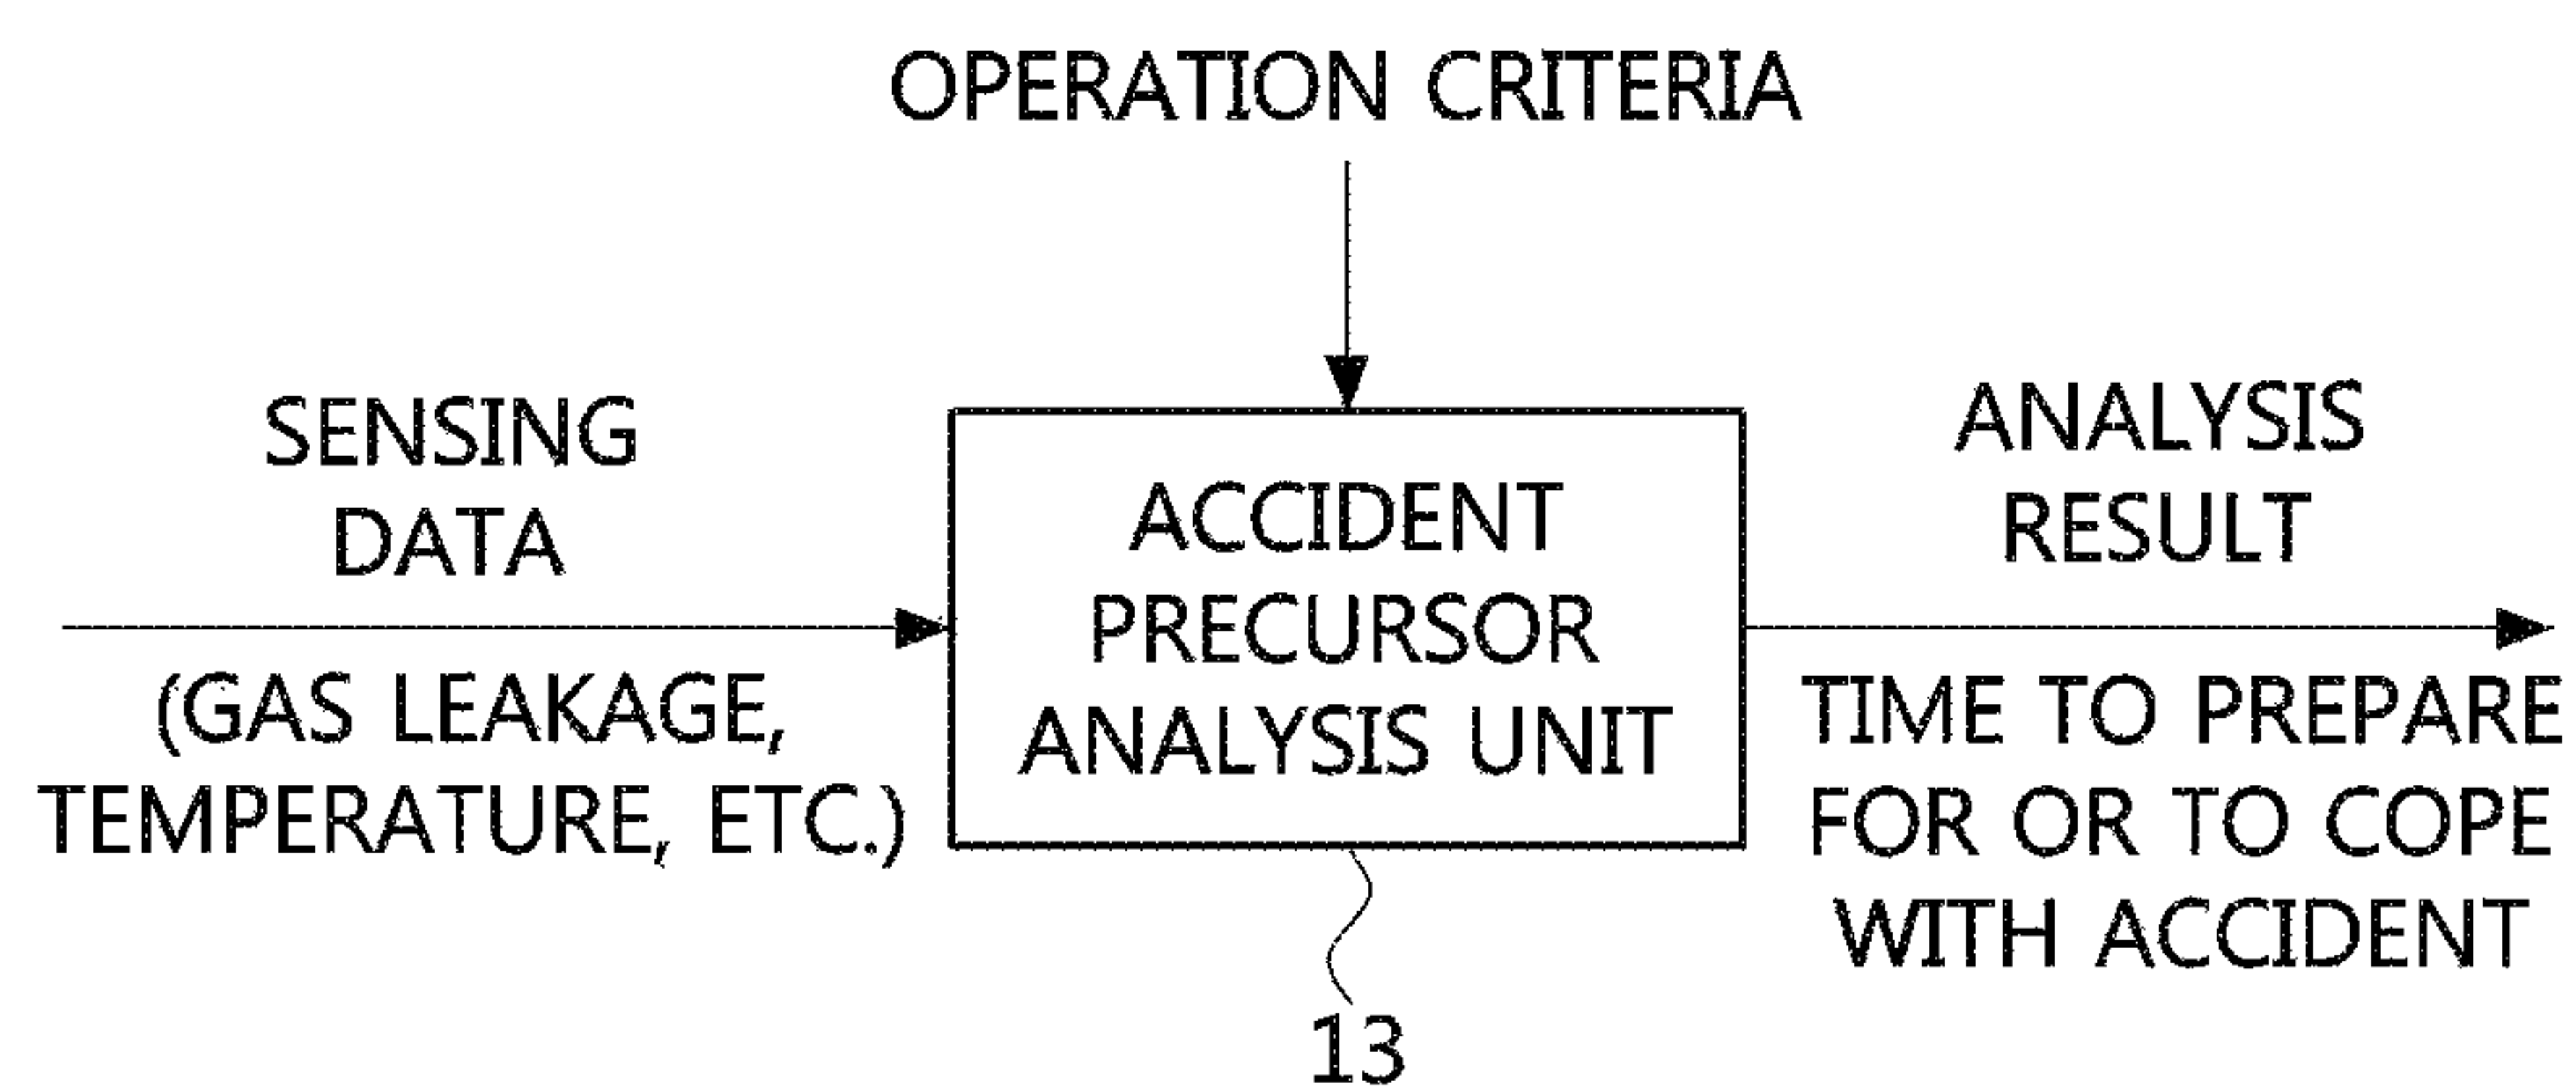 OPERATION CRITERIA
SENSING
DATA
(GAS LEAKAGE,
TEMPERATURE, ETC.)
ACCIDENT
PRECURSOR
ANALYSIS UNIT
13
ANALYSIS
RESULT
TIME TO PREPARE
FOR OR TO COPE
WITH ACCIDENT